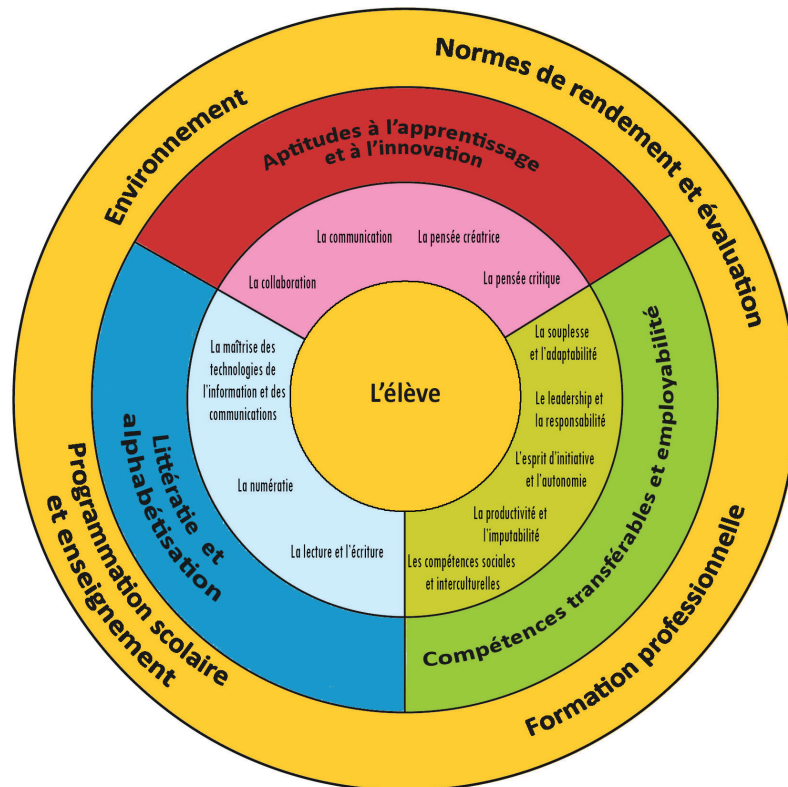 Normes de rendement et évaluation
Environnement
Aptitudes à l'apprentissage
et à l'innovation
La communication
La pensée créatrice
La collaboration
La pensée critique
La maîtrise des
technologies de
l'information et des
communications
La souplesse
et l'adaptabilité
L'élève
Le leadership et
la responsabilité
L'esprit d'initiative
et l'autonomie
La numératie
La productivité et
l'imputabilité
La lecture et l'écriture
Les compétences sociales
et interculturelles
Littératie et
alphabétisation
Compétences transférables et employabilité
Programmation scolaire
et enseignement
Formation professionnelle